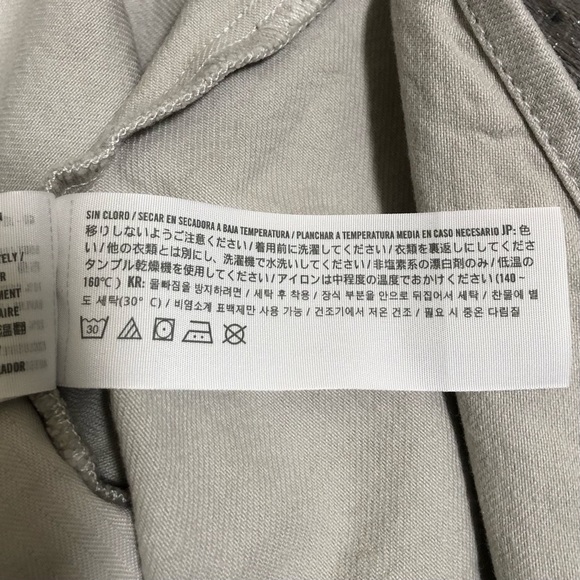 SIN CLORO / SECAR EN SECADORA A BAJA TEMPERATURA / PLANCHAR A TEMPERATURA MEDIA EN CASO NECESARIO JP: 色
移りしないようご注意ください / 着用前に洗濯してください / 衣類を裏返しにしてくださ
い / 他の衣類とは別にし、洗濯機で水洗いしてください / 非塩素系の漂白剤のみ / 低温の
タンブル乾燥機を使用してください / アイロンは中程度の温度でおかけください (140 ~
160℃) KR: 물빠짐을 방지하려면 / 세탁 후 착용 / 장식 부분을 안으로 뒤집어서 세탁 / 찬물에 별
도 세탁(30° C) / 비염소계 표백제만 사용 가능 / 건조기에서 저온 건조 / 필요 시 중온 다림질
30
TELY /
ER
EMENT
AIRE
LADOR